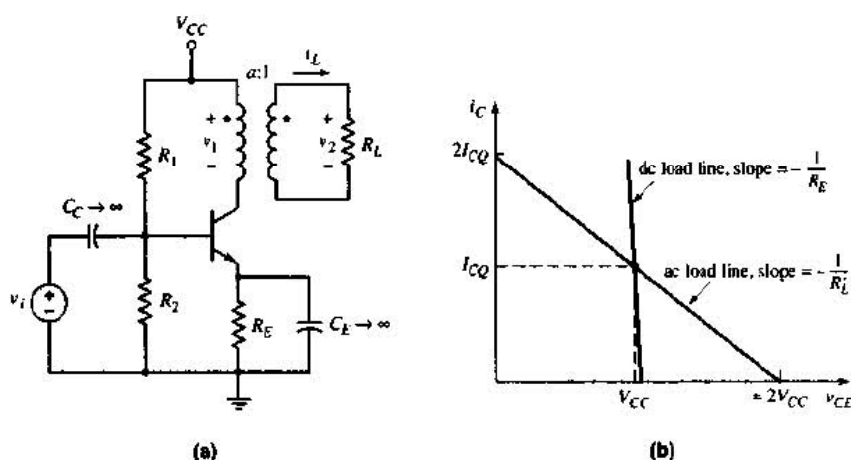 V_CC
a:1
i_L
+
v_1
−
+
v_2
−
R_L
R_1
C_C → ∞
v_i
+
−
R_2
R_E
C_E → ∞
(a)
i_C
2I_CQ
dc load line, slope = −1/R_E
I_CQ
ac load line, slope = −1/R'_L
V_CC
≈ 2V_CC
v_CE
(b)